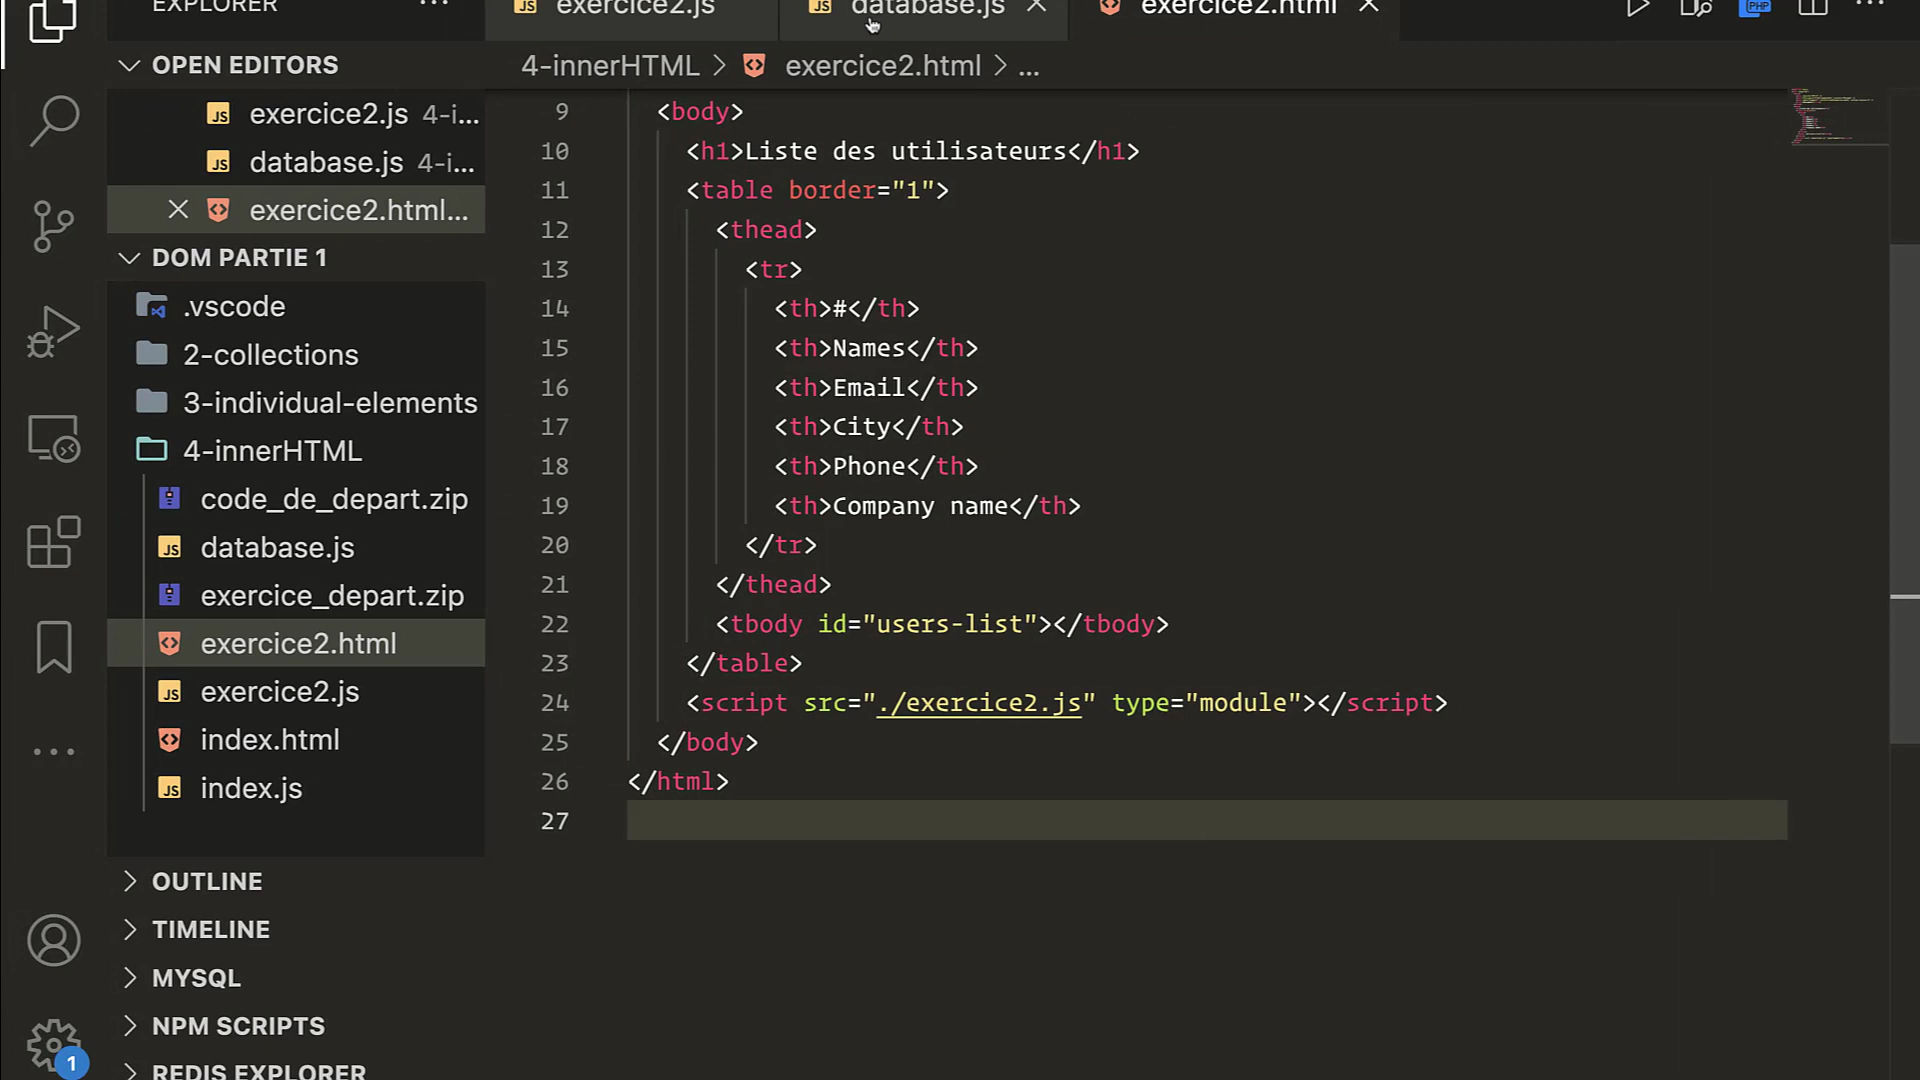 EXPLORER ...
exercice2.js
database.js
exercice2.html
PHP
OPEN EDITORS
JS exercice2.js 4-i...
JS database.js 4-i...
exercice2.html...
DOM PARTIE 1
.vscode
2-collections
3-individual-elements
4-innerHTML
code_de_depart.zip
JS database.js
exercice_depart.zip
exercice2.html
JS exercice2.js
index.html
JS index.js
OUTLINE
TIMELINE
MYSQL
NPM SCRIPTS
REDIS EXPLORER
1
4-innerHTML > exercice2.html > ...
9 <body>
10 <h1>Liste des utilisateurs</h1>
11 <table border="1">
12 <thead>
13 <tr>
14 <th>#</th>
15 <th>Names</th>
16 <th>Email</th>
17 <th>City</th>
18 <th>Phone</th>
19 <th>Company name</th>
20 </tr>
21 </thead>
22 <tbody id="users-list"></tbody>
23 </table>
24 <script src="./exercice2.js" type="module"></script>
25 </body>
26 </html>
27